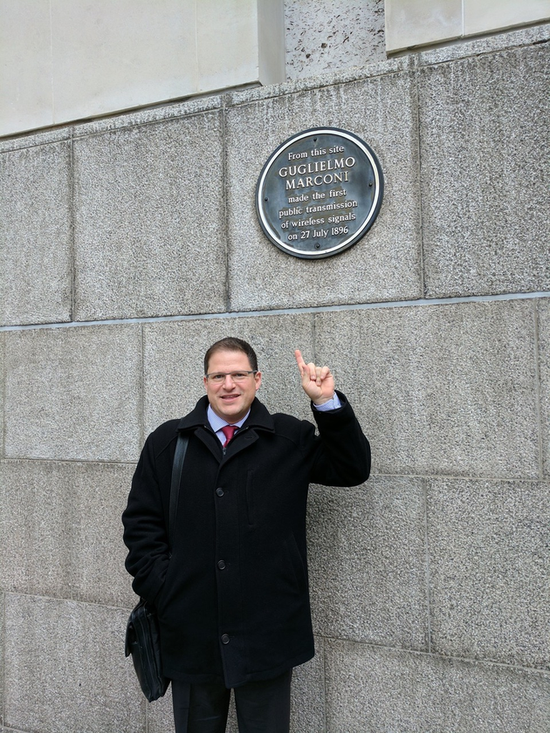 From this site
GUGLIELMO
MARCONI
made the first
public transmission
of wireless signals
on 27 July 1896